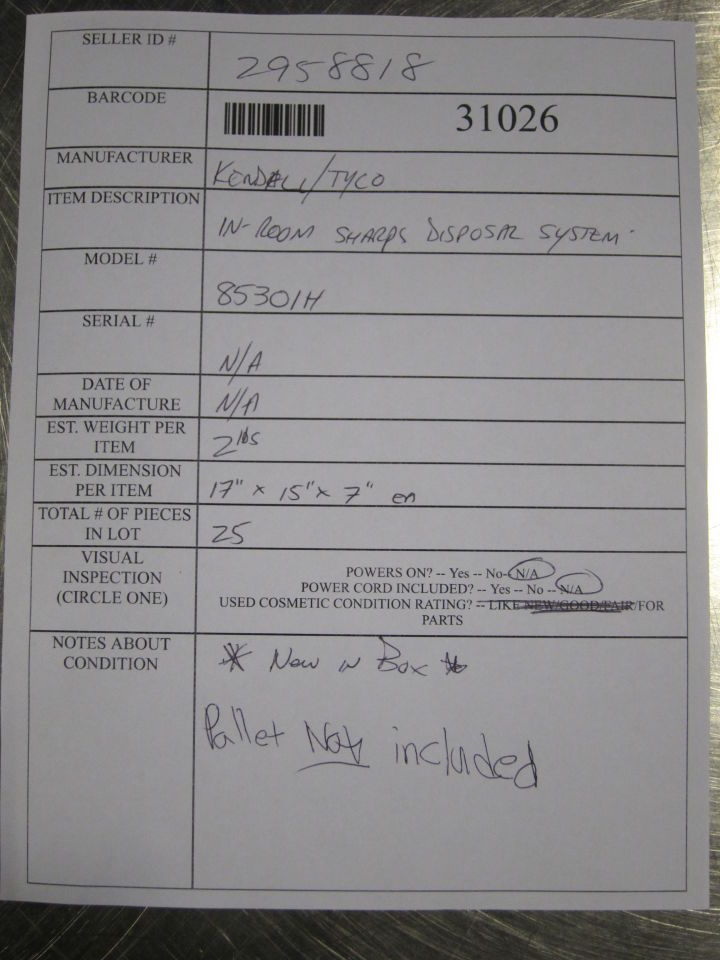 SELLER ID #
2958818
BARCODE
31026
MANUFACTURER
KENDALL/TYCO
ITEM DESCRIPTION
IN-ROOM SHARPS DISPOSAL SYSTEM
MODEL #
85301H
SERIAL #
N/A
DATE OF
MANUFACTURE
N/A
EST. WEIGHT PER
ITEM
2 lbs
EST. DIMENSION
PER ITEM
17" x 15" x 7" en
TOTAL # OF PIECES
IN LOT
25
VISUAL
INSPECTION
(CIRCLE ONE)
POWERS ON? -- Yes -- No-- N/A
POWER CORD INCLUDED? -- Yes -- No -- N/A
USED COSMETIC CONDITION RATING? -- LIKE NEW/GOOD/FAIR/FOR
PARTS
NOTES ABOUT
CONDITION
* New in Box *
Pallet Not included